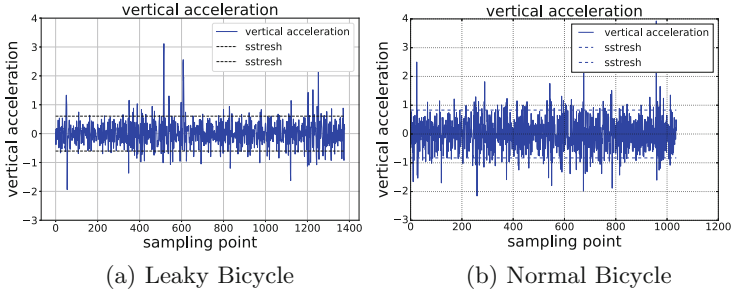 vertical acceleration
4
3
2
1
0
−1
−2
−3
vertical acceleration
vertical acceleration
sstresh
sstresh
0 200 400 600 800 1000 1200 1400
sampling point
(a) Leaky Bicycle
vertical acceleration
4
3
2
1
0
−1
−2
−3
vertical acceleration
vertical acceleration
sstresh
sstresh
0 200 400 600 800 1000 1200
sampling point
(b) Normal Bicycle